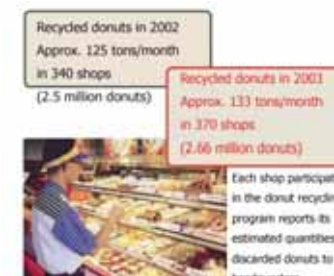 Recycled donuts in 2002
Approx. 125 tons/month
in 340 shops
(2.5 million donuts)
Recycled donuts in 2003
Approx. 133 tons/month
in 370 shops
(2.66 million donuts)
Each shop participat
in the donut recyclin
program reports its
estimated quantities
discarded donuts to